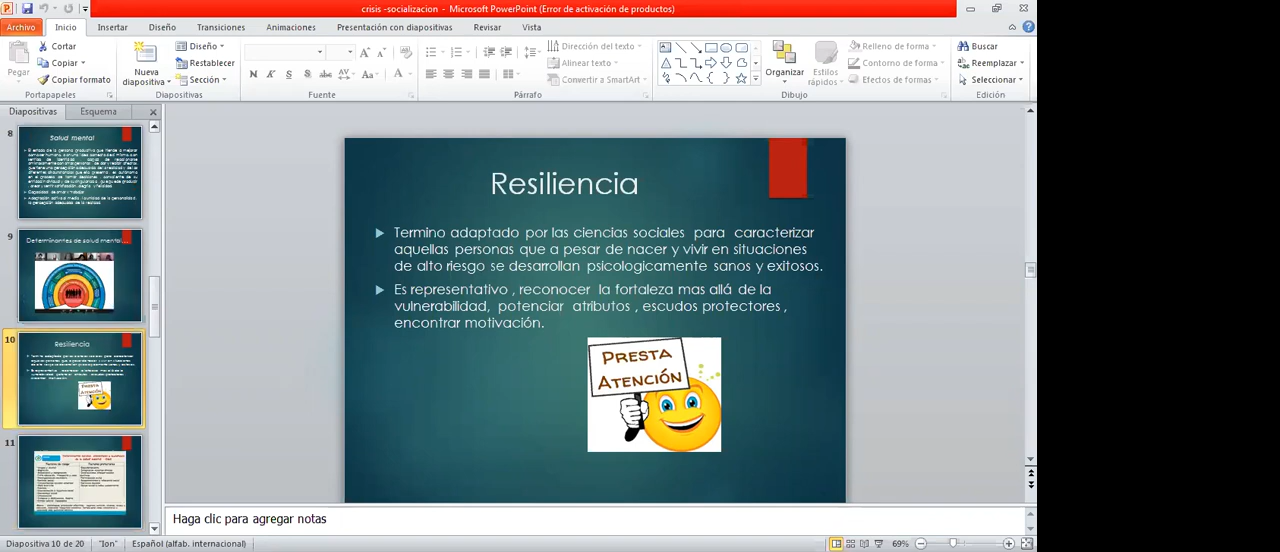 crisis -socializacion - Microsoft PowerPoint (Error de activación de productos)
Archivo Inicio Insertar Diseño Transiciones Animaciones Presentación con diapositivas Revisar Vista
Pegar
Cortar
Copiar
Copiar formato
Portapapeles
Nueva
diapositiva
Diseño
Restablecer
Sección
Diapositivas
Fuente
Dirección del texto
Alinear texto
Convertir a SmartArt
Párrafo
Organizar
Estilos
rápidos
Relleno de forma
Contorno de forma
Efectos de formas
Dibujo
Buscar
Reemplazar
Seleccionar
Edición
Diapositivas Esquema
8
Salud mental
9
Determinantes de salud mental
10
Resiliencia
11
Resiliencia
Termino adaptado por las ciencias sociales para caracterizar
aquellas personas que a pesar de nacer y vivir en situaciones
de alto riesgo se desarrollan psicologicamente sanos y exitosos.
Es representativo , reconocer la fortaleza mas allá de la
vulnerabilidad, potenciar atributos , escudos protectores ,
encontrar motivación.
PRESTA
ATENCIÓN
Haga clic para agregar notas
Diapositiva 10 de 20 "Ion" Español (alfab. internacional) 69%